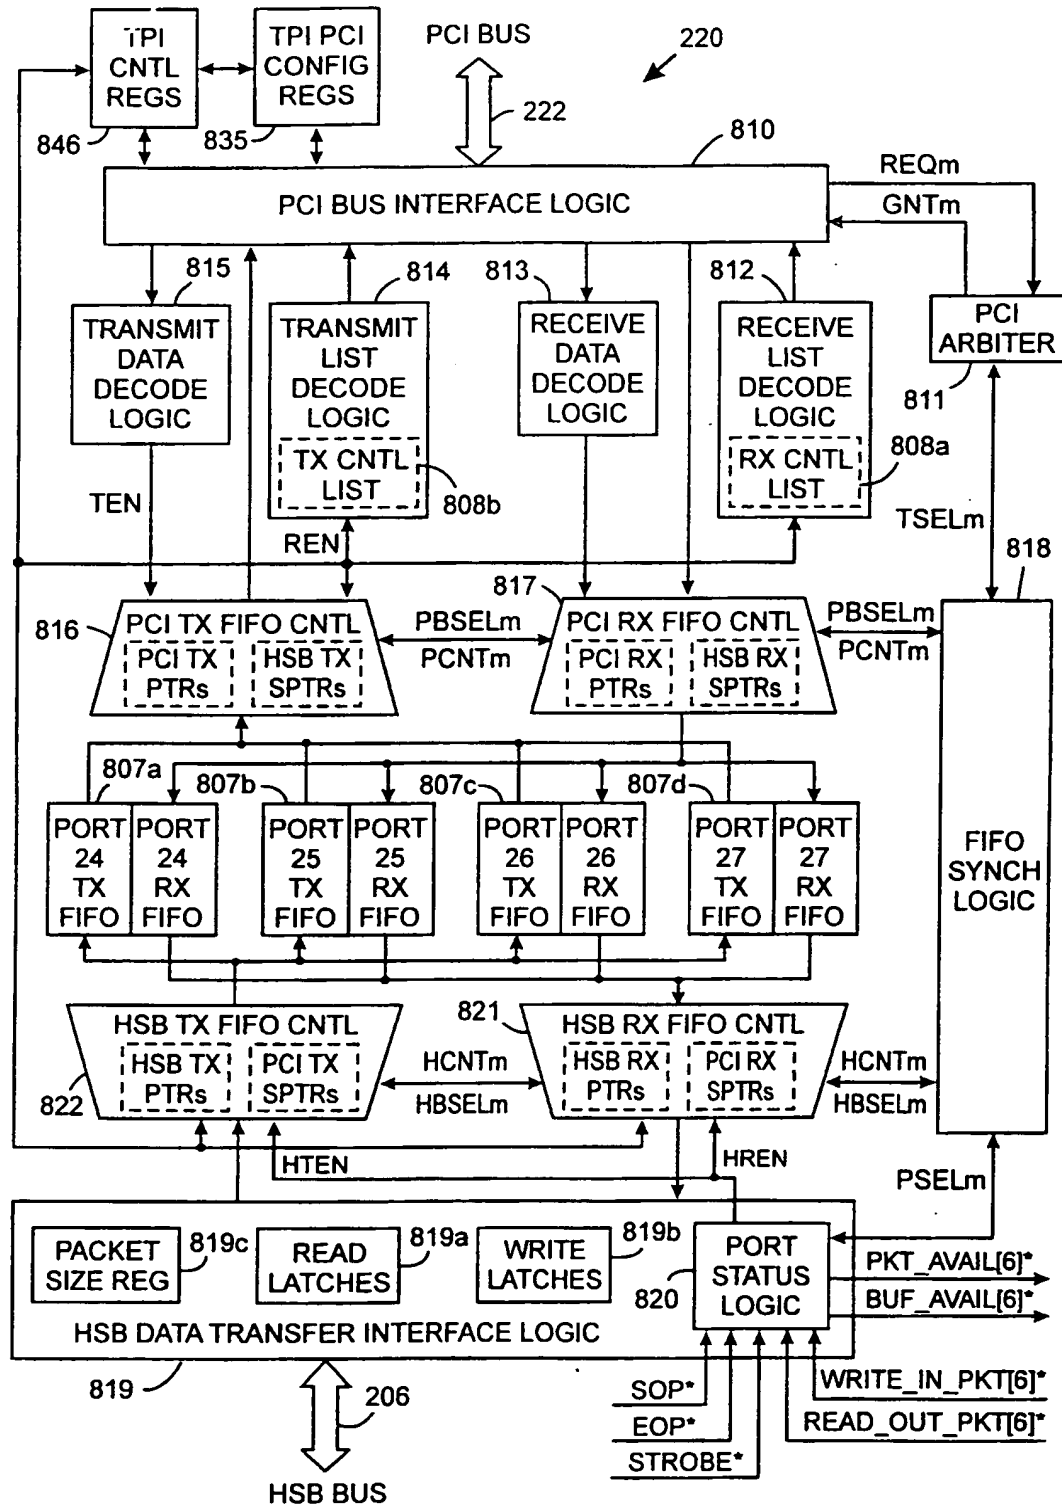 TPI
CNTL
REGS
846
TPI PCI
CONFIG
REGS
835
PCI BUS
222
220
810
PCI BUS INTERFACE LOGIC
REQm
GNTm
815
TRANSMIT
DATA
DECODE
LOGIC
814
TRANSMIT
LIST
DECODE
LOGIC
TX CNTL
LIST
808b
813
RECEIVE
DATA
DECODE
LOGIC
812
RECEIVE
LIST
DECODE
LOGIC
RX CNTL
LIST
808a
PCI
ARBITER
811
TEN
REN
TSELm
818
816
PCI TX FIFO CNTL
PCI TX
PTRs
HSB TX
SPTRs
PBSELm
PCNTm
817
PCI RX FIFO CNTL
PCI RX
PTRs
HSB RX
SPTRs
PBSELm
PCNTm
807a
807b
807c
807d
PORT
24
TX
FIFO
PORT
24
RX
FIFO
PORT
25
TX
FIFO
PORT
25
RX
FIFO
PORT
26
TX
FIFO
PORT
26
RX
FIFO
PORT
27
TX
FIFO
PORT
27
RX
FIFO
FIFO
SYNCH
LOGIC
HSB TX FIFO CNTL
HSB TX
PTRs
PCI TX
SPTRs
822
HCNTm
HBSELm
821
HSB RX FIFO CNTL
HSB RX
PTRs
PCI RX
SPTRs
HCNTm
HBSELm
HTEN
HREN
PSELm
PACKET
SIZE REG
819c
READ
LATCHES
819a
WRITE
LATCHES
819b
PORT
STATUS
LOGIC
820
HSB DATA TRANSFER INTERFACE LOGIC
819
PKT_AVAIL[6]*
BUF_AVAIL[6]*
SOP*
EOP*
STROBE*
WRITE_IN_PKT[6]*
READ_OUT_PKT[6]*
206
HSB BUS